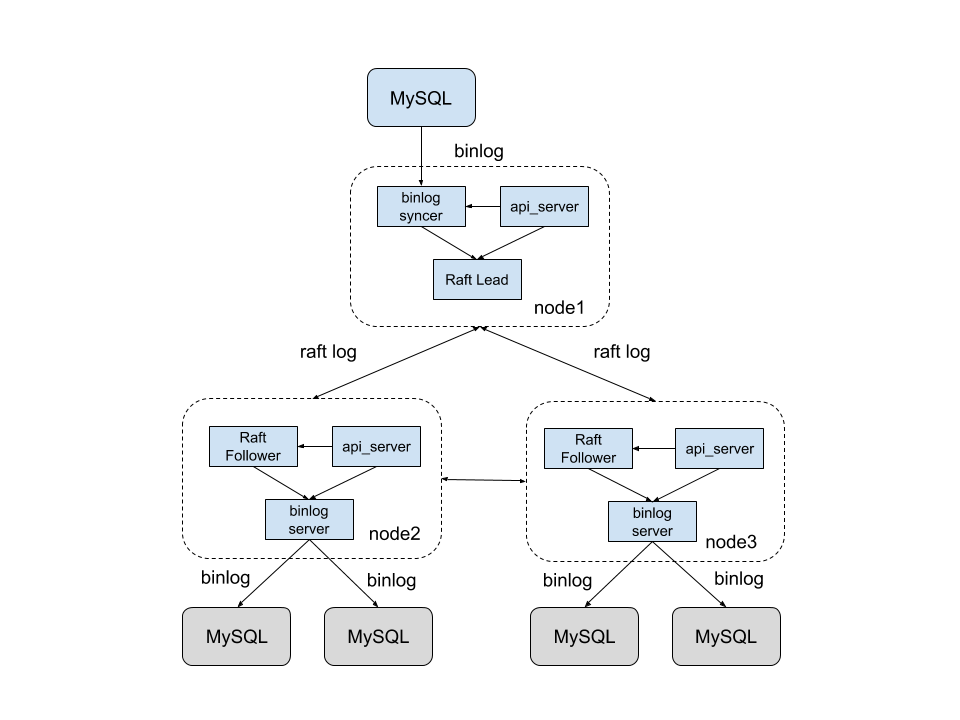 MySQL
binlog
binlog
syncer
api_server
Raft Lead
node1
raft log
raft log
Raft
Follower
api_server
binlog
server
node2
Raft
Follower
api_server
binlog
server
node3
binlog
binlog
binlog
binlog
MySQL
MySQL
MySQL
MySQL